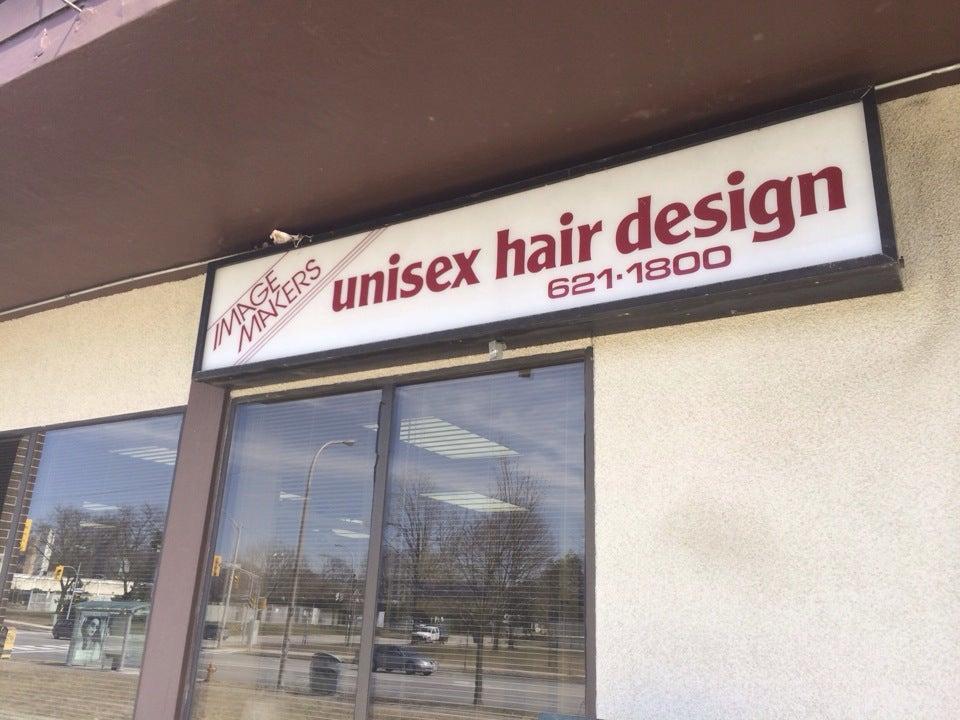 IMAGE
MAKERS
unisex hair design
621·1800